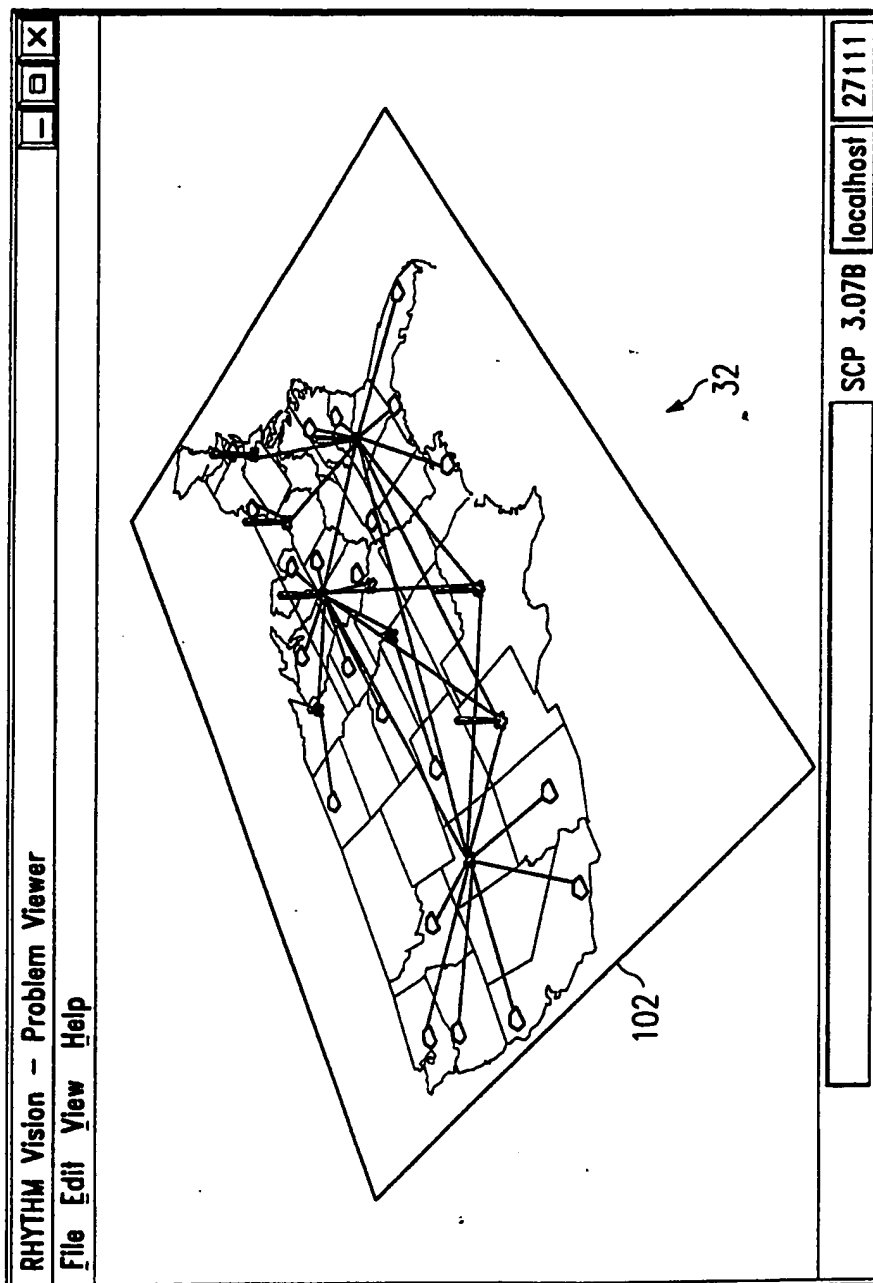 RHYTHM Vision – Problem Viewer
File Edit View Help
102
32
SCP 3.07B localhost 27111